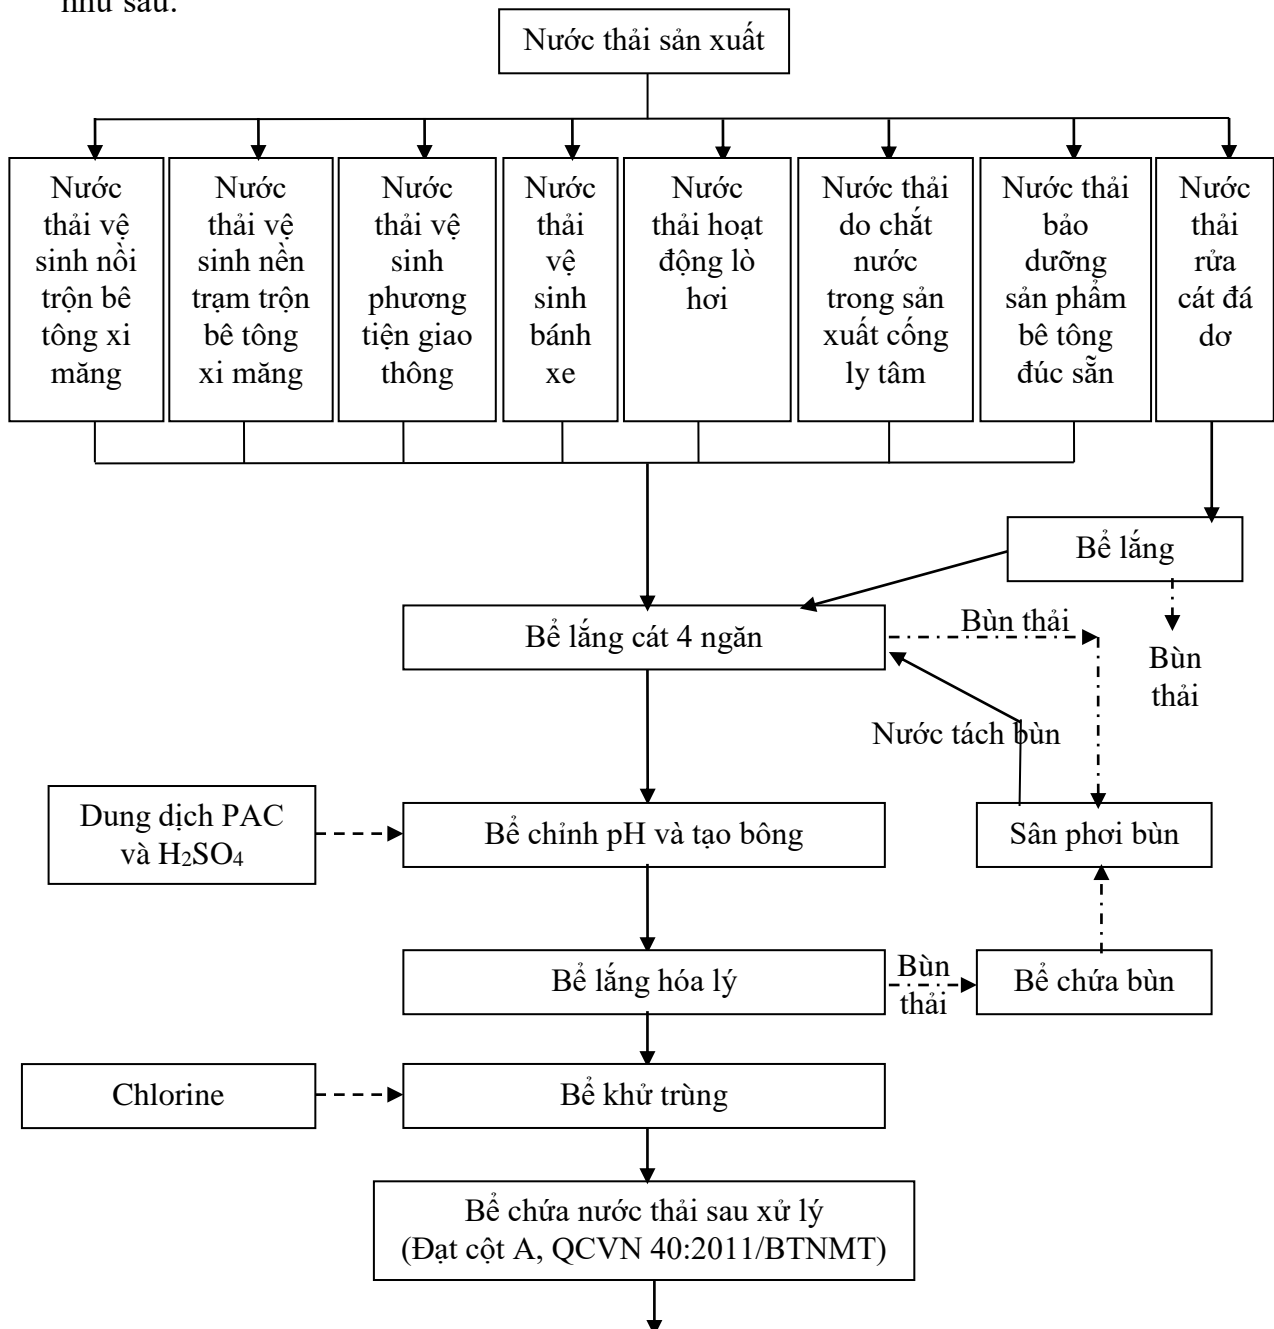 như sau:
Nước thải sản xuất
Nước
thải vệ
sinh nồi
trộn bê
tông xi
măng
Nước
thải vệ
sinh nền
trạm trộn
bê tông
xi măng
Nước
thải vệ
sinh
phương
tiện giao
thông
Nước
thải
vệ
sinh
bánh
xe
Nước
thải hoạt
động lò
hơi
Nước thải
do chắt
nước
trong sản
xuất cống
ly tâm
Nước thải
bảo
dưỡng
sản phẩm
bê tông
đúc sẵn
Nước
thải
rửa
cát đá
dơ
Bể lắng
Bể lắng cát 4 ngăn
Bùn thải
Bùn
thải
Nước tách bùn
Dung dịch PAC
và H₂SO₄
Bể chỉnh pH và tạo bông
Sân phơi bùn
Bể lắng hóa lý
Bùn
thải
Bể chứa bùn
Chlorine
Bể khử trùng
Bể chứa nước thải sau xử lý
(Đạt cột A, QCVN 40:2011/BTNMT)